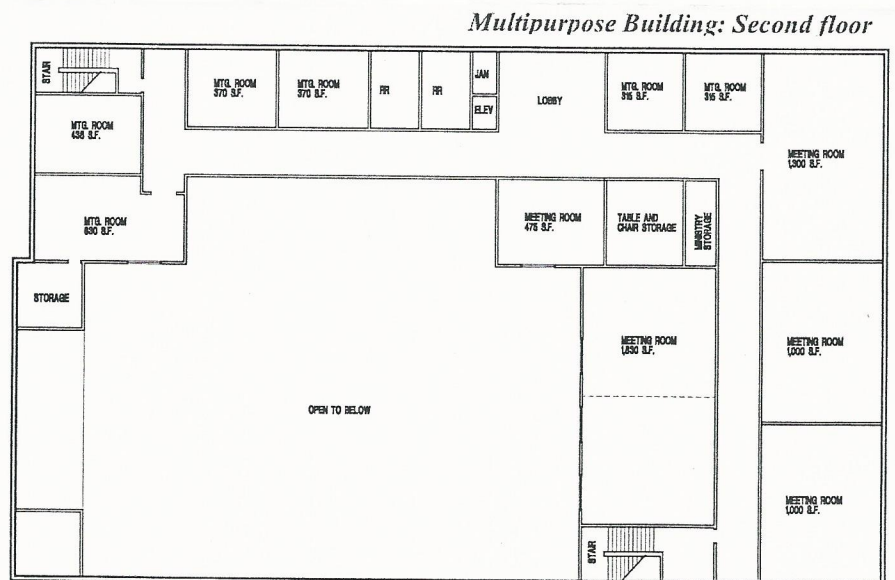 Multipurpose Building: Second floor
STAIR
MTG. ROOM
370 S.F.
MTG. ROOM
370 S.F.
RR
RR
JAN
ELEV
LOBBY
MTG. ROOM
315 S.F.
MTG. ROOM
315 S.F.
MTG. ROOM
438 S.F.
MEETING ROOM
1,300 S.F.
MTG. ROOM
630 S.F.
MEETING ROOM
475 S.F.
TABLE AND
CHAIR STORAGE
MINISTRY
STORAGE
STORAGE
MEETING ROOM
1,630 S.F.
MEETING ROOM
1,000 S.F.
OPEN TO BELOW
MEETING ROOM
1,000 S.F.
STAIR